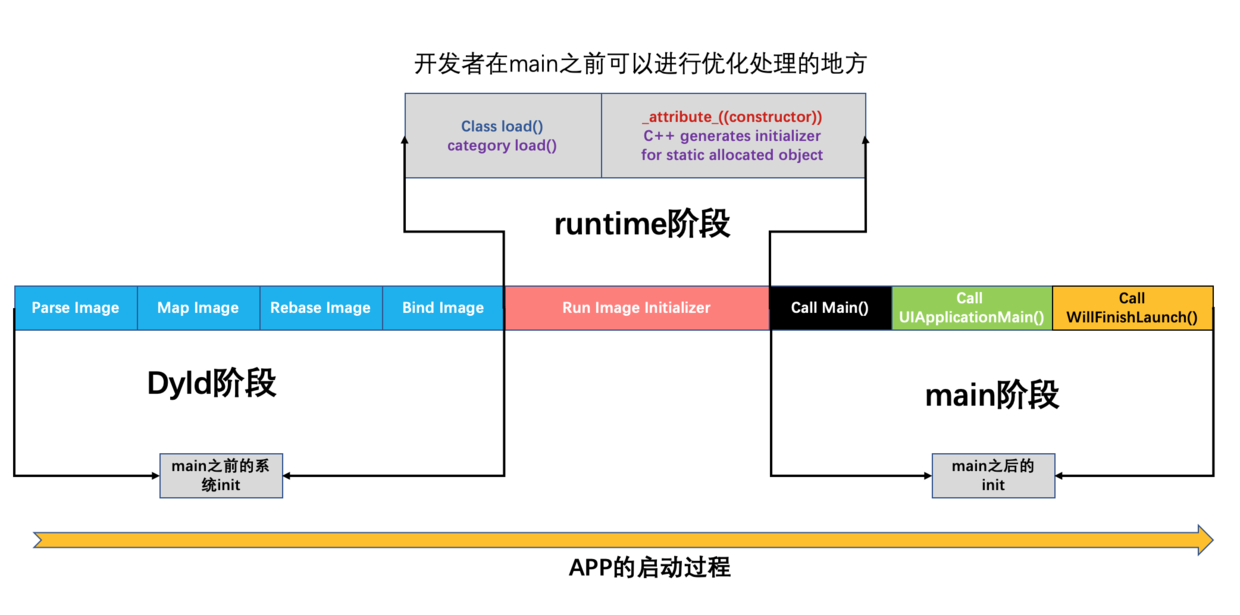 开发者在main之前可以进行优化处理的地方
Class load()
category load()
_attribute_((constructor))
C++ generates initializer
for static allocated object
runtime阶段
Parse Image
Map Image
Rebase Image
Bind Image
Run Image Initializer
Call Main()
Call
UIApplicationMain()
Call
WillFinishLaunch()
Dyld阶段
main阶段
main之前的系
统init
main之后的
init
APP的启动过程